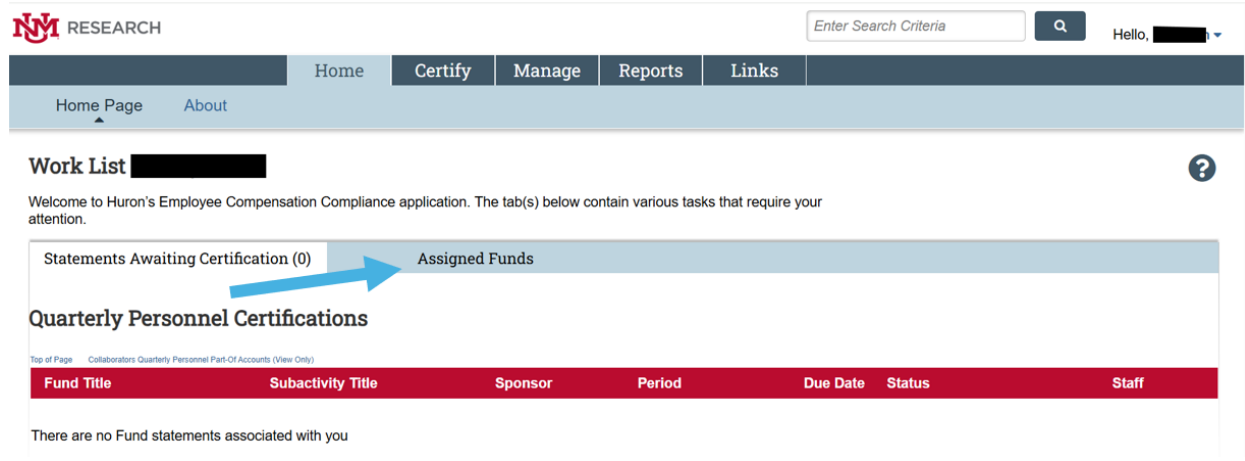 NM RESEARCH
Enter Search Criteria
Hello,
Home Certify Manage Reports Links
Home Page About
Work List
Welcome to Huron's Employee Compensation Compliance application. The tab(s) below contain various tasks that require your
attention.
Statements Awaiting Certification (0) Assigned Funds
Quarterly Personnel Certifications
Top of Page Collaborators Quarterly Personnel Part-Of Accounts (View Only)
Fund Title Subactivity Title Sponsor Period Due Date Status Staff
There are no Fund statements associated with you